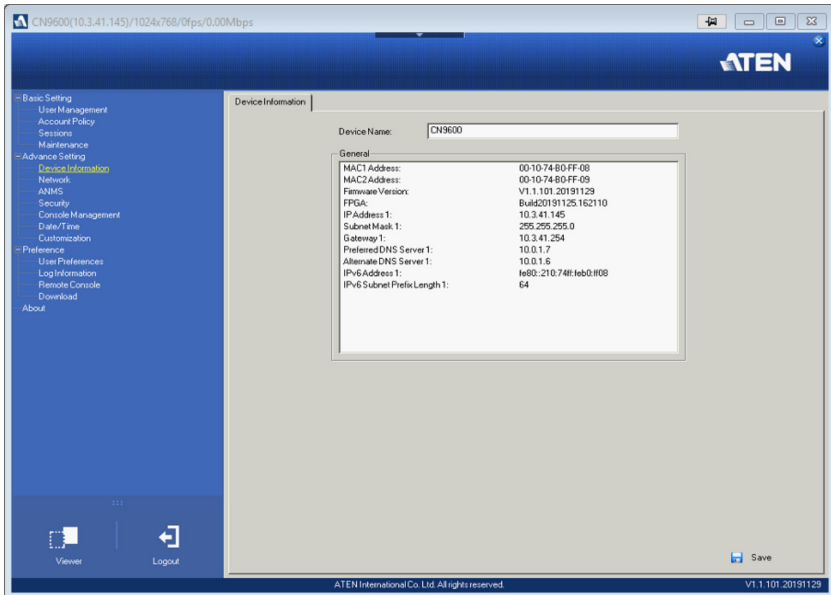 CN9600(10.3.41.145)/1024x768/0fps/0.00Mbps
ATEN
Basic Setting
User Management
Account Policy
Sessions
Maintenance
Advance Setting
Device Information
Network
ANMS
Security
Console Management
Date/Time
Customization
Preference
User Preferences
Log Information
Remote Console
Download
About
Viewer
Logout
Device Information
Device Name: CN9600
General
MAC1 Address: 00-10-74-B0-FF-08
MAC2 Address: 00-10-74-B0-FF-09
Firmware Version: V1.1.101.20191129
FPGA: Build20191125.162110
IP Address 1: 10.3.41.145
Subnet Mask 1: 255.255.255.0
Gateway 1: 10.3.41.254
Preferred DNS Server 1: 10.0.1.7
Alternate DNS Server 1: 10.0.1.6
IPv6 Address 1: fe80::210:74ff:feb0:ff08
IPv6 Subnet Prefix Length 1: 64
Save
ATEN International Co. Ltd. All rights reserved.
V1.1.101.20191129